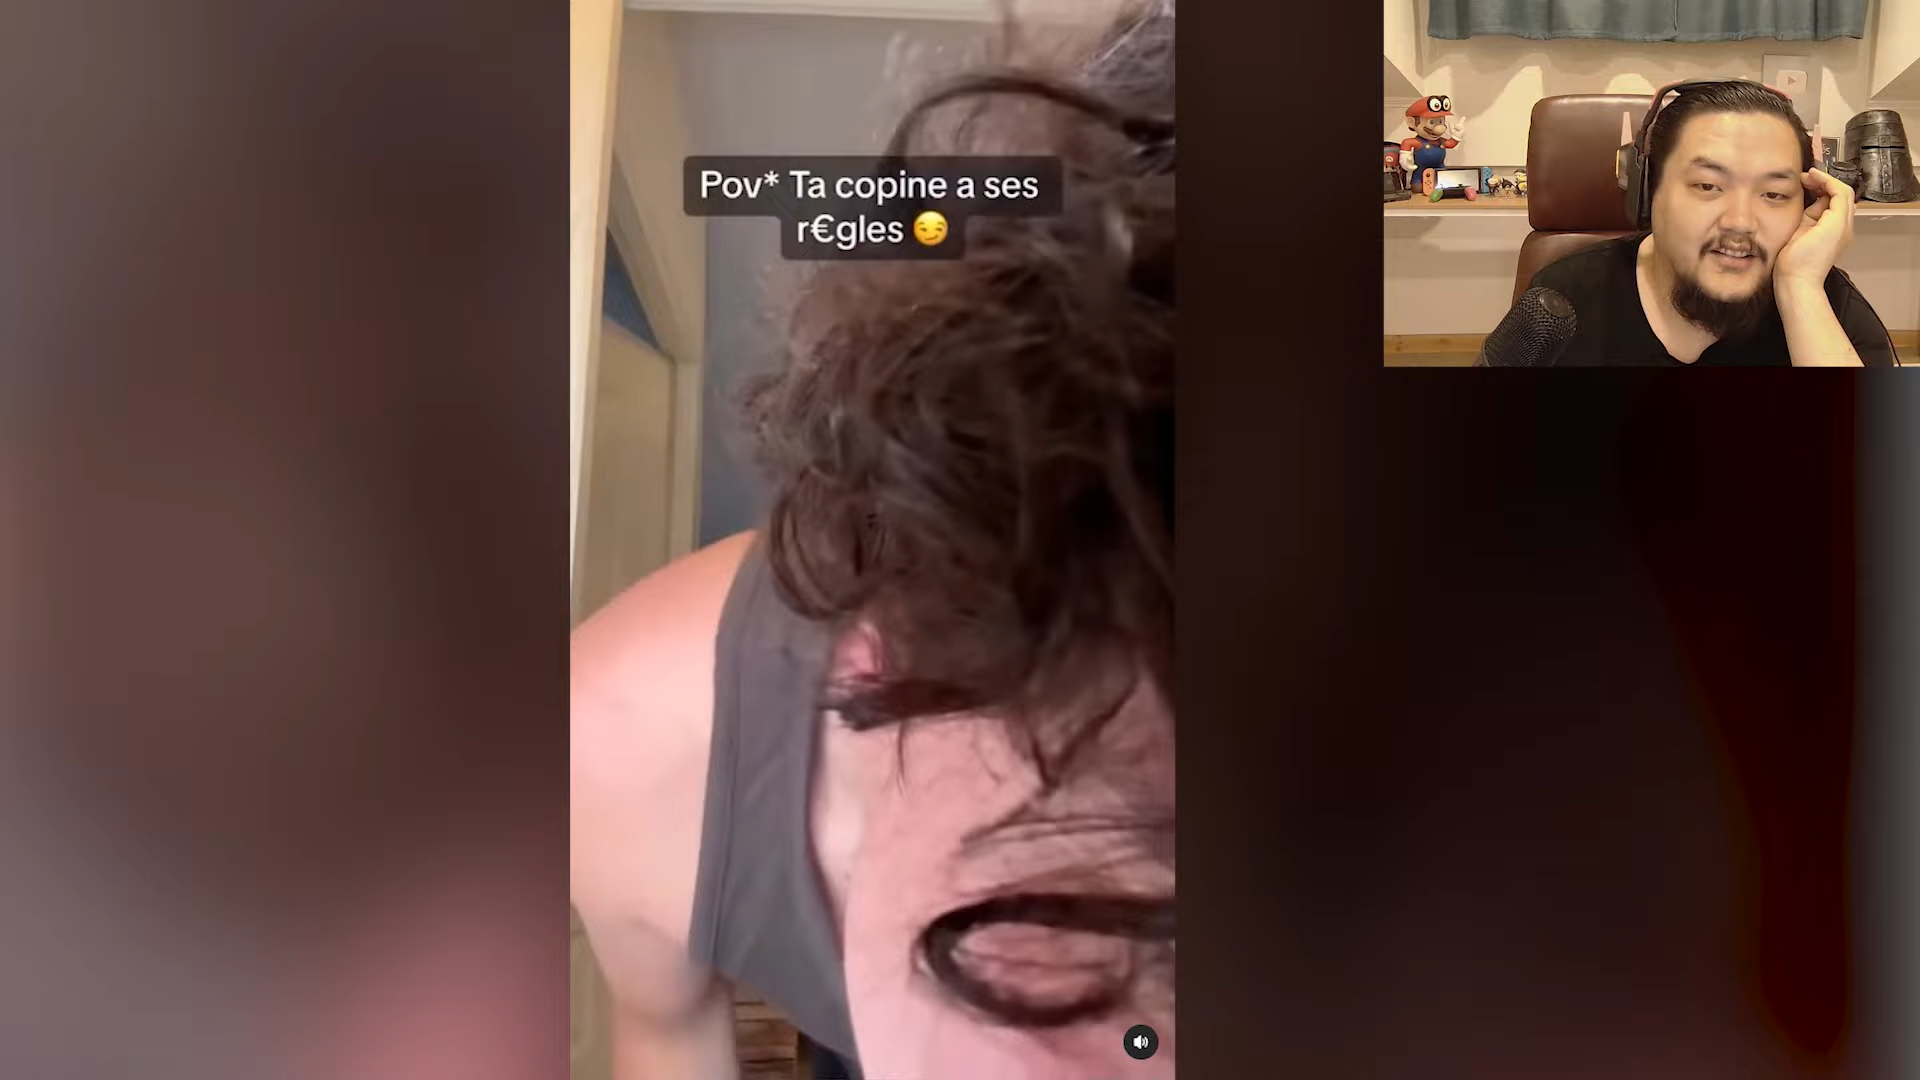 Pov* Ta copine a ses
r€gles 😏